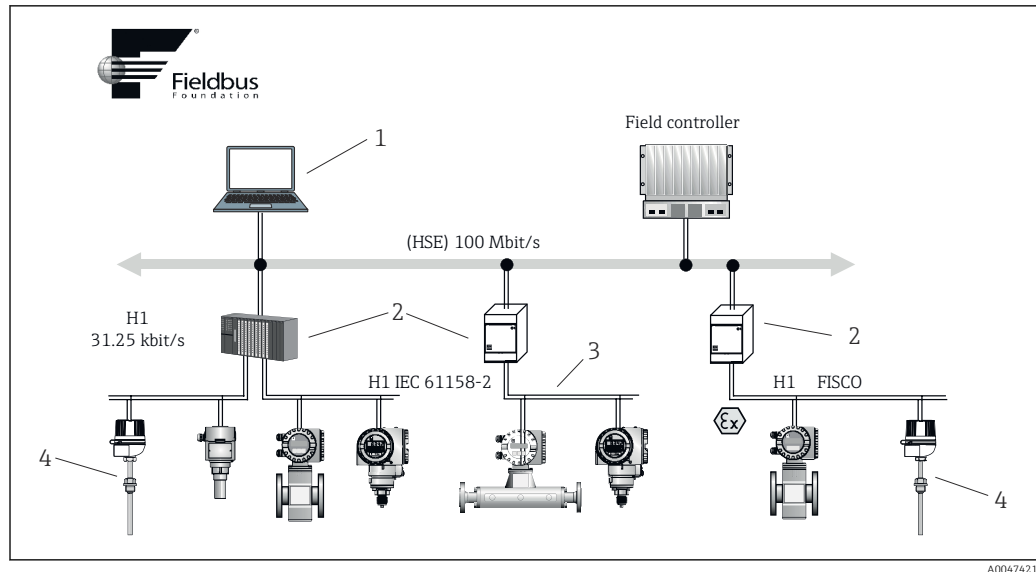 ®
Fieldbus
Foundation
1
Field controller
(HSE) 100 Mbit/s
H1
31.25 kbit/s
2
2
3
H1 IEC 61158-2
H1 FISCO
εx
4
4
A0047421